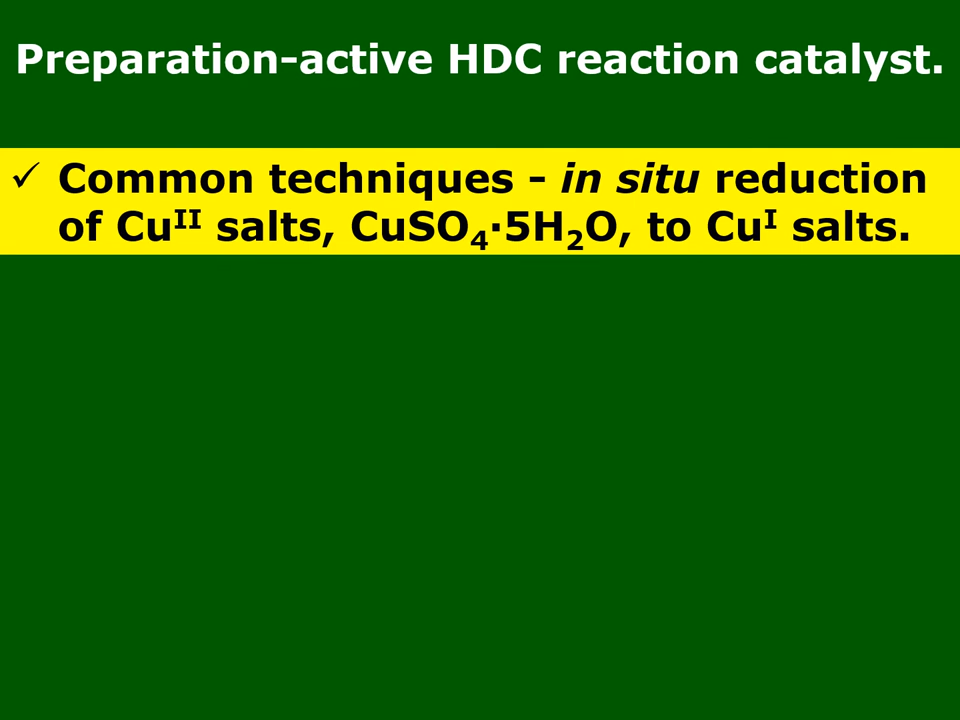 Preparation-active HDC reaction catalyst.
✓ Common techniques - in situ reduction
of Cuᴵᴵ salts, CuSO₄·5H₂O, to Cuᴵ salts.